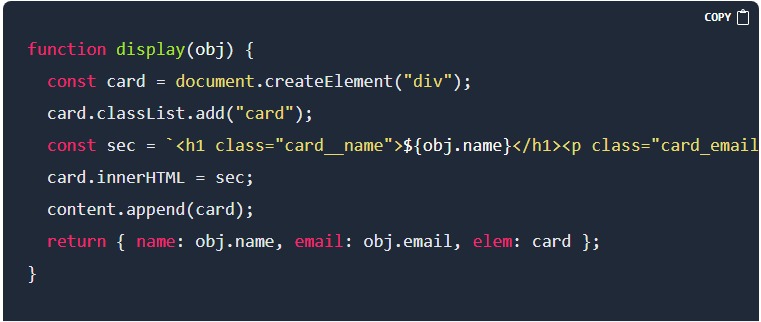 COPY
function display(obj) {
  const card = document.createElement("div");
  card.classList.add("card");
  const sec = `<h1 class="card__name">${obj.name}</h1><p class="card_email
  card.innerHTML = sec;
  content.append(card);
  return { name: obj.name, email: obj.email, elem: card };
}